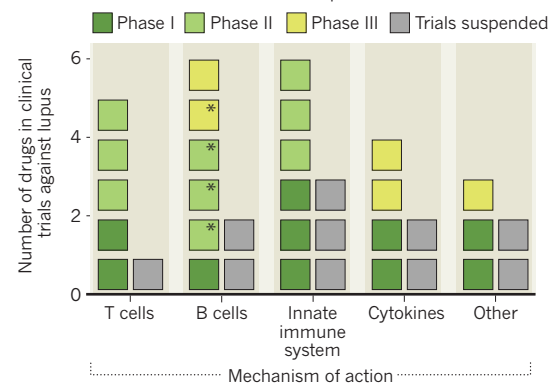 Phase I Phase II Phase III Trials suspended
Number of drugs in clinical
trials against lupus
6
4
2
0
*
*
*
*
T cells B cells Innate immune system Cytokines Other
Mechanism of action